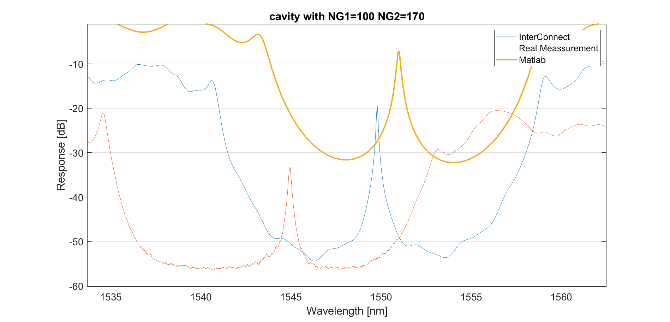 cavity with NG1=100 NG2=170
InterConnect
Real Meassurement
Matlab
Response [dB]
-10
-20
-30
-40
-50
-60
1535
1540
1545
1550
1555
1560
Wavelength [nm]